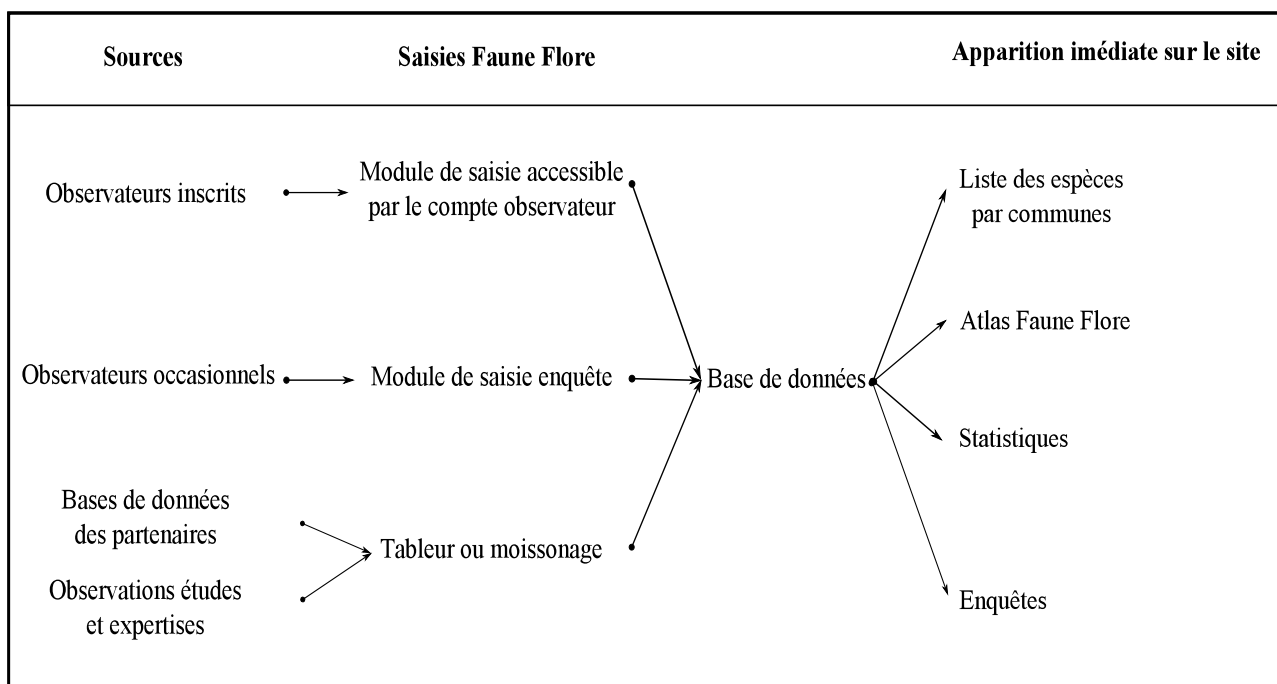 Sources
Saisies Faune Flore
Apparition imédiate sur le site
Observateurs inscrits
Module de saisie accessible
par le compte observateur
Liste des espèces
par communes
Atlas Faune Flore
Observateurs occasionnels
Module de saisie enquête
Base de données
Statistiques
Bases de données
des partenaires
Tableur ou moissonage
Observations études
et expertises
Enquêtes